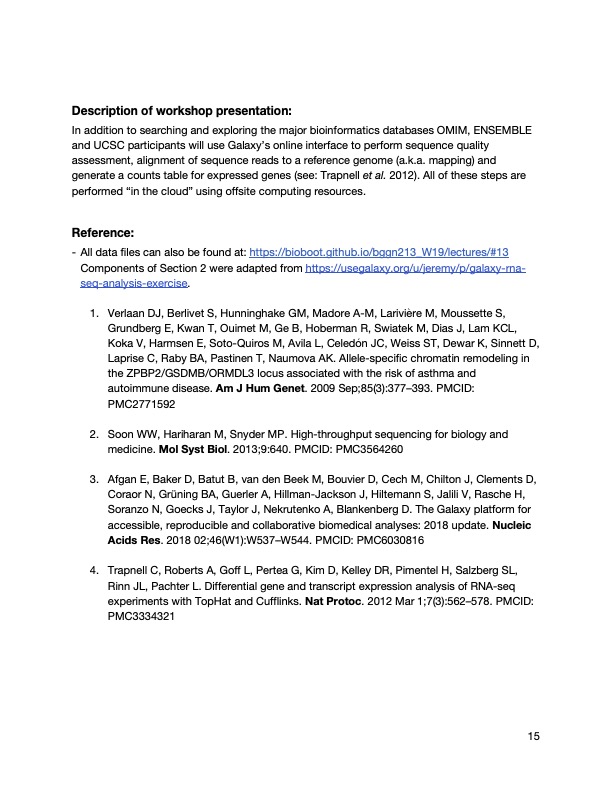 Description of workshop presentation:
In addition to searching and exploring the major bioinformatics databases OMIM, ENSEMBLE
and UCSC participants will use Galaxy's online interface to perform sequence quality
assessment, alignment of sequence reads to a reference genome (a.k.a. mapping) and
generate a counts table for expressed genes (see: Trapnell et al. 2012). All of these steps are
performed "in the cloud" using offsite computing resources.
Reference:
- All data files can also be found at: https://bioboot.github.io/bggn213_W19/lectures/#13
Components of Section 2 were adapted from https://usegalaxy.org/u/jeremy/p/galaxy-rna-
seq-analysis-exercise.
1. Verlaan DJ, Berlivet S, Hunninghake GM, Madore A-M, Larivière M, Moussette S,
Grundberg E, Kwan T, Ouimet M, Ge B, Hoberman R, Swiatek M, Dias J, Lam KCL,
Koka V, Harmsen E, Soto-Quiros M, Avila L, Celedón JC, Weiss ST, Dewar K, Sinnett D,
Laprise C, Raby BA, Pastinen T, Naumova AK. Allele-specific chromatin remodeling in
the ZPBP2/GSDMB/ORMDL3 locus associated with the risk of asthma and
autoimmune disease. Am J Hum Genet. 2009 Sep;85(3):377–393. PMCID:
PMC2771592
2. Soon WW, Hariharan M, Snyder MP. High-throughput sequencing for biology and
medicine. Mol Syst Biol. 2013;9:640. PMCID: PMC3564260
3. Afgan E, Baker D, Batut B, van den Beek M, Bouvier D, Cech M, Chilton J, Clements D,
Coraor N, Grüning BA, Guerler A, Hillman-Jackson J, Hiltemann S, Jalili V, Rasche H,
Soranzo N, Goecks J, Taylor J, Nekrutenko A, Blankenberg D. The Galaxy platform for
accessible, reproducible and collaborative biomedical analyses: 2018 update. Nucleic
Acids Res. 2018 02;46(W1):W537–W544. PMCID: PMC6030816
4. Trapnell C, Roberts A, Goff L, Pertea G, Kim D, Kelley DR, Pimentel H, Salzberg SL,
Rinn JL, Pachter L. Differential gene and transcript expression analysis of RNA-seq
experiments with TopHat and Cufflinks. Nat Protoc. 2012 Mar 1;7(3):562–578. PMCID:
PMC3334321
15